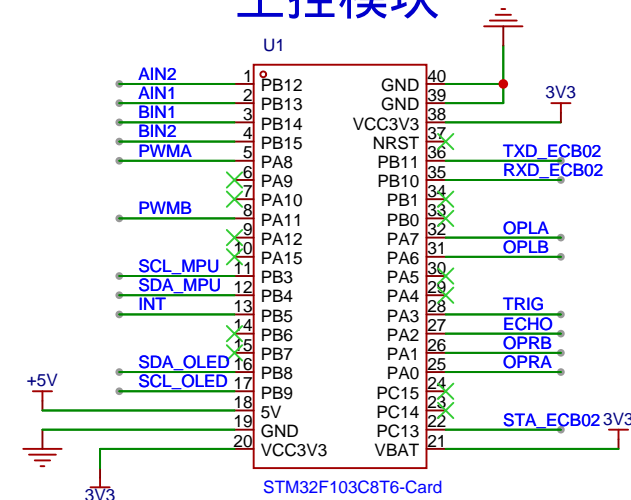 主控模块
U1
AIN2 1 PB12 GND 40
AIN1 2 PB13 GND 39
BIN1 3 PB14 VCC3V3 38 3V3
BIN2 4 PB15 NRST 37
PWMA 5 PA8 PB11 36 TXD_ECB02
6 PA9 PB10 35 RXD_ECB02
7 PA10 PB1 34
PWMB 8 PA11 PB0 33
9 PA12 PA7 32 OPLA
10 PA15 PA6 31 OPLB
SCL_MPU 11 PB3 PA5 30
SDA_MPU 12 PB4 PA4 29
INT 13 PB5 PA3 28 TRIG
14 PB6 PA2 27 ECHO
15 PB7 PA1 26 OPRB
SDA_OLED 16 PB8 PA0 25 OPRA
SCL_OLED 17 PB9 PC15 24
+5V 18 5V PC14 23
19 GND PC13 22 STA_ECB02
20 VCC3V3 VBAT 21 3V3
3V3
STM32F103C8T6-Card